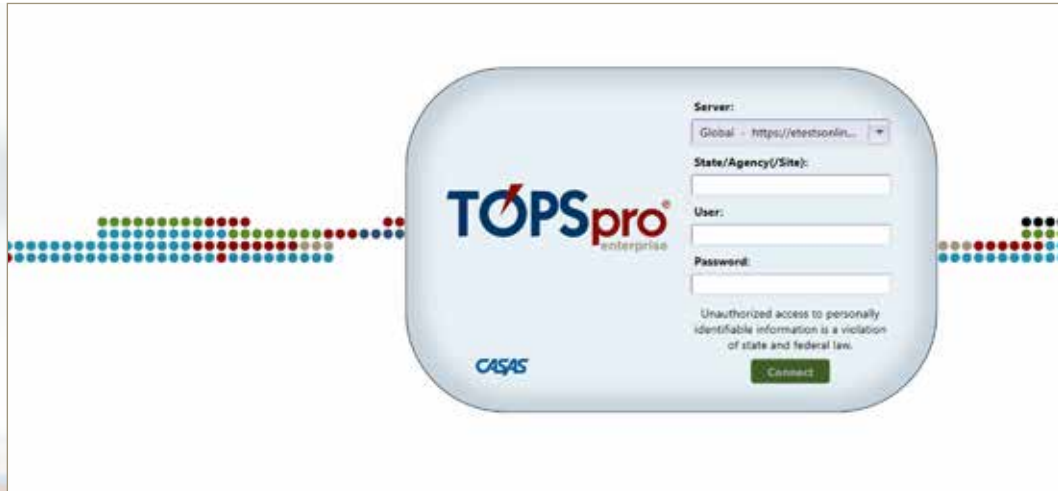 TOPSpro®
enterprise
CASAS
Server:
Global - https://etestsonlin...
State/Agency(/Site):
User:
Password:
Unauthorized access to personally
identifiable information is a violation
of state and federal law.
Connect